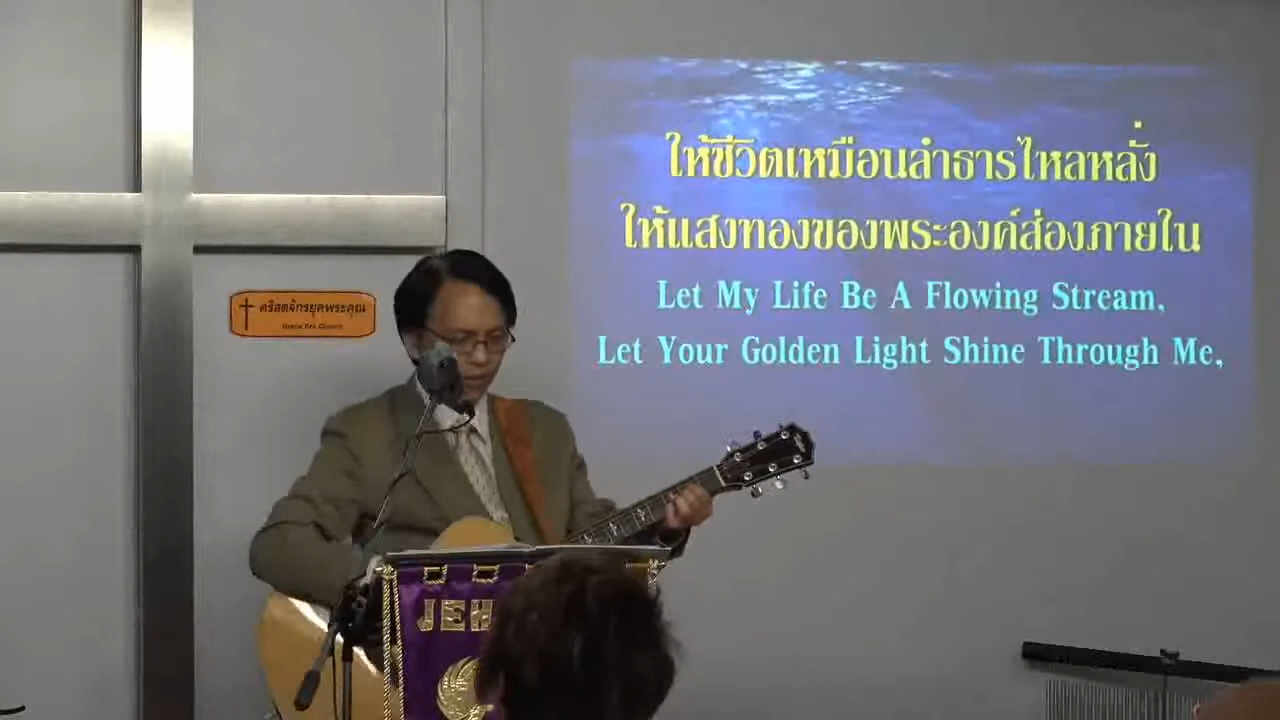 ให้ชีวิตเหมือนลำธารไหลหลั่ง
ให้แสงทองของพระองค์ส่องภายใน
Let My Life Be A Flowing Stream,
Let Your Golden Light Shine Through Me,
คริสตจักรยุคพระคุณ
Church
JEH